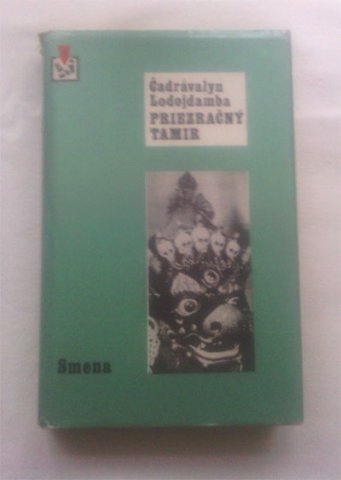 Čadrávalyn
Lodojdamba
PRIEZRAČNÝ
TAMIR
Smena